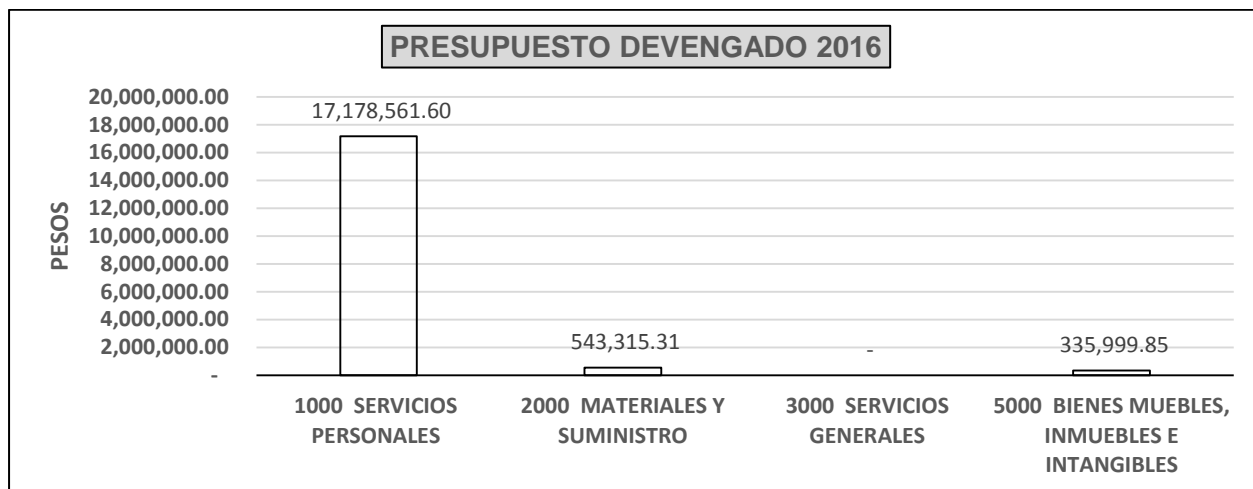 PRESUPUESTO DEVENGADO 2016
PESOS
20,000,000.00
18,000,000.00
16,000,000.00
14,000,000.00
12,000,000.00
10,000,000.00
8,000,000.00
6,000,000.00
4,000,000.00
2,000,000.00
-
17,178,561.60
543,315.31
-
335,999.85
1000 SERVICIOS
PERSONALES
2000 MATERIALES Y
SUMINISTRO
3000 SERVICIOS
GENERALES
5000 BIENES MUEBLES,
INMUEBLES E
INTANGIBLES